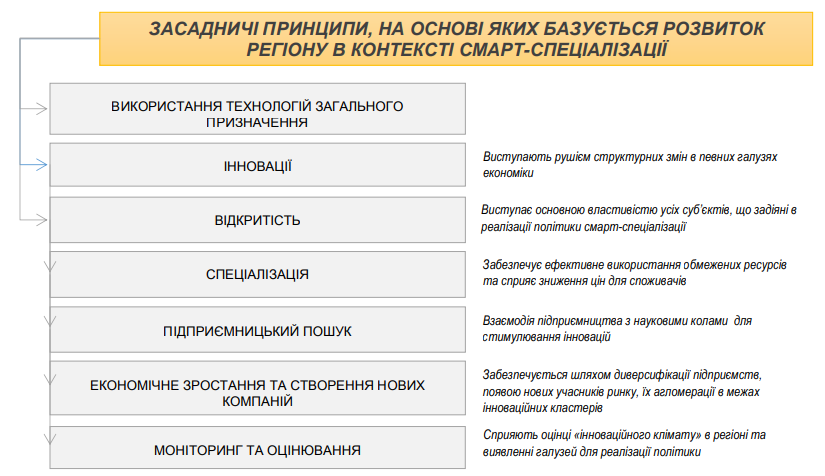 ЗАСАДНИЧІ ПРИНЦИПИ, НА ОСНОВІ ЯКИХ БАЗУЄТЬСЯ РОЗВИТОК
РЕГІОНУ В КОНТЕКСТІ СМАРТ-СПЕЦІАЛІЗАЦІЇ
ВИКОРИСТАННЯ ТЕХНОЛОГІЙ ЗАГАЛЬНОГО
ПРИЗНАЧЕННЯ
ІННОВАЦІЇ
Виступають рушієм структурних змін в певних галузях
економіки
ВІДКРИТІСТЬ
Виступає основною властивістю усіх суб’єктів, що задіяні в
реалізації політики смарт-спеціалізації
СПЕЦІАЛІЗАЦІЯ
Забезпечує ефективне використання обмежених ресурсів
та сприяє зниження цін для споживачів
ПІДПРИЄМНИЦЬКИЙ ПОШУК
Взаємодія підприємництва з науковими колами для
стимулювання інновацій
ЕКОНОМІЧНЕ ЗРОСТАННЯ ТА СТВОРЕННЯ НОВИХ
КОМПАНІЙ
Забезпечується шляхом диверсифікації підприємств,
появою нових учасників ринку, їх агломерації в межах
інноваційних кластерів
МОНІТОРИНГ ТА ОЦІНЮВАННЯ
Сприяють оцінці «інноваційного клімату» в регіоні та
виявленні галузей для реалізації політики